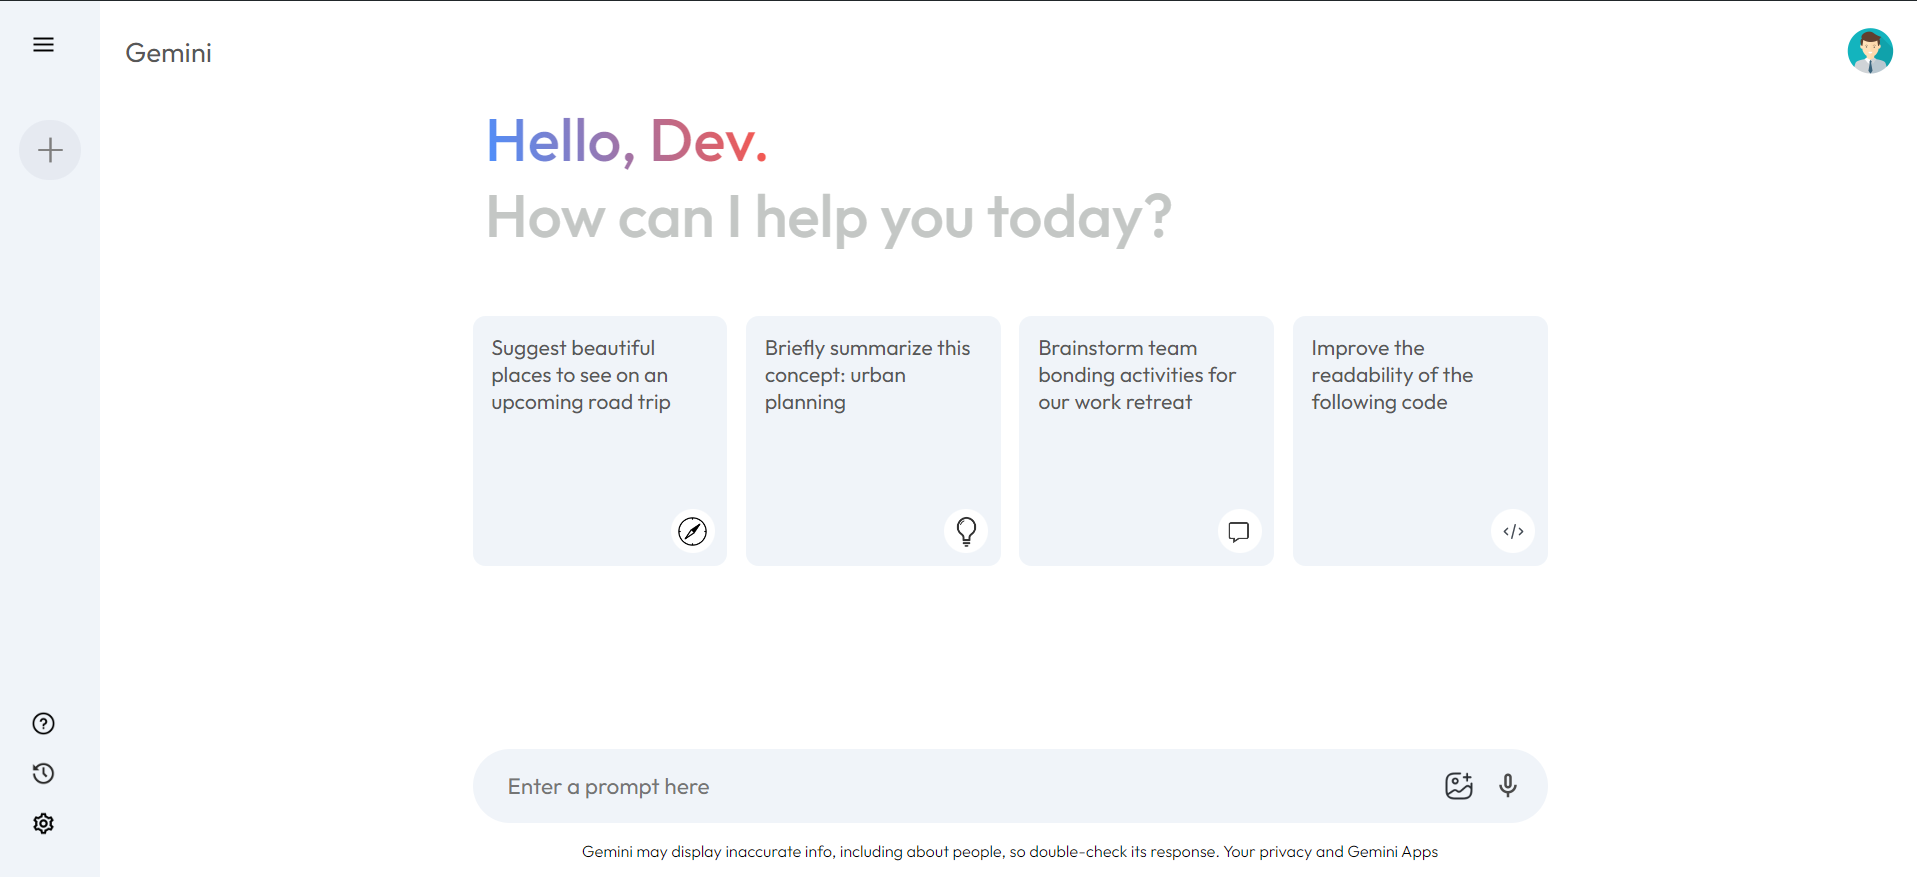 Gemini
Hello, Dev.
How can I help you today?
Suggest beautiful
places to see on an
upcoming road trip
Briefly summarize this
concept: urban
planning
Brainstorm team
bonding activities for
our work retreat
Improve the
readability of the
following code
Enter a prompt here
Gemini may display inaccurate info, including about people, so double-check its response. Your privacy and Gemini Apps